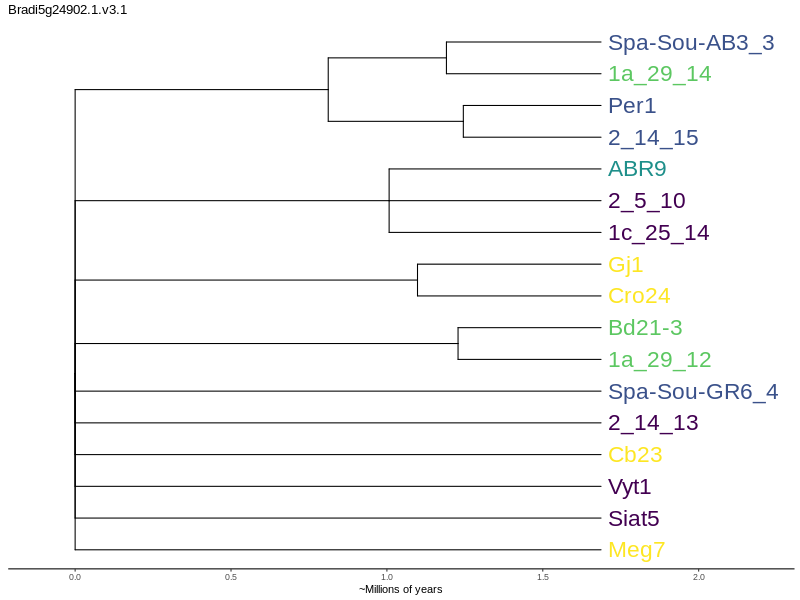 Bradi5g24902.1.v3.1
Spa-Sou-AB3_3
1a_29_14
Per1
2_14_15
ABR9
2_5_10
1c_25_14
Gj1
Cro24
Bd21-3
1a_29_12
Spa-Sou-GR6_4
2_14_13
Cb23
Vyt1
Siat5
Meg7
0.0 0.5 1.0 1.5 2.0
~Millions of years